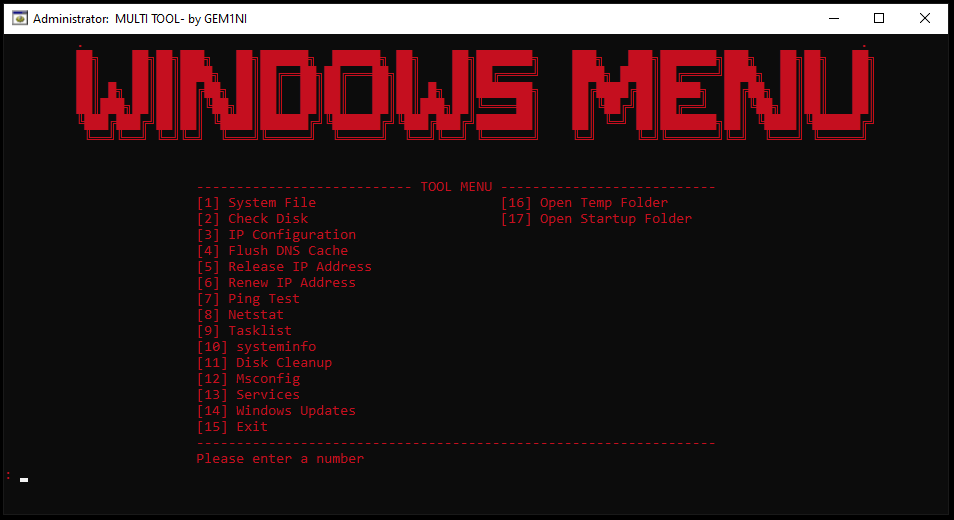 Administrator: MULTI TOOL- by GEM1NI
WINDOWS MENU
--------------------------- TOOL MENU ---------------------------
[1] System File [16] Open Temp Folder
[2] Check Disk [17] Open Startup Folder
[3] IP Configuration
[4] Flush DNS Cache
[5] Release IP Address
[6] Renew IP Address
[7] Ping Test
[8] Netstat
[9] Tasklist
[10] systeminfo
[11] Disk Cleanup
[12] Msconfig
[13] Services
[14] Windows Updates
[15] Exit
-----------------------------------------------------------------
Please enter a number
: